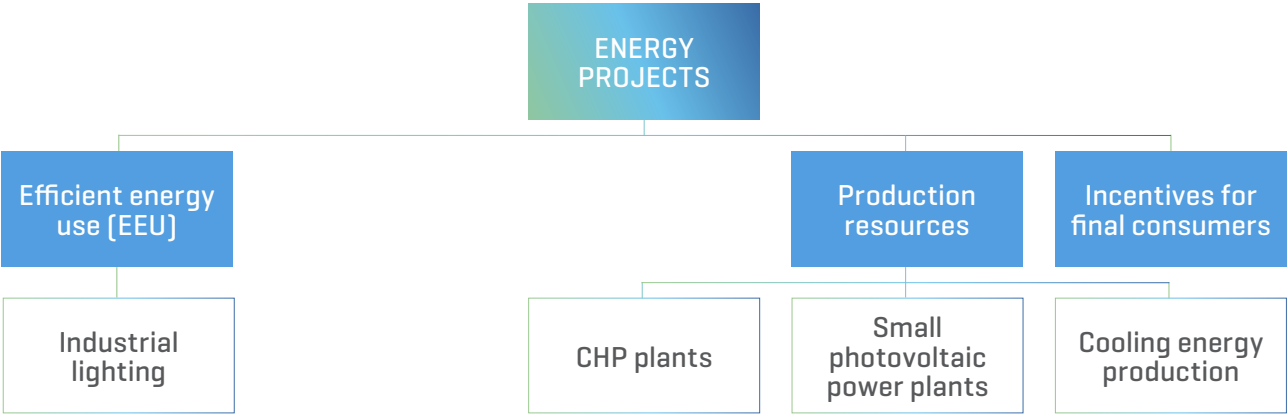 ENERGY
PROJECTS
Efficient energy
use (EEU)
Production
resources
Incentives for
final consumers
Industrial
lighting
CHP plants
Small
photovoltaic
power plants
Cooling energy
production